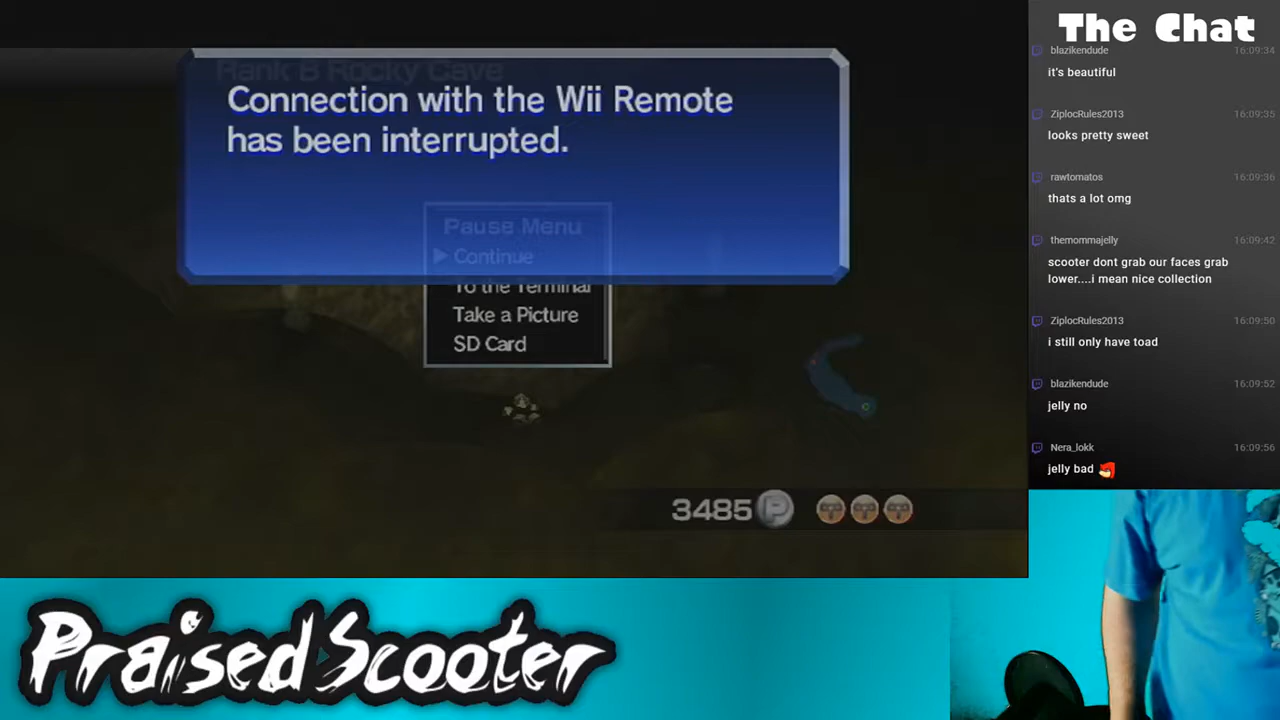 The Chat
blazikendude 16:09:34
it's beautiful
ZiplocRules2013 16:09:35
looks pretty sweet
rawtomatos 16:09:36
thats a lot omg
themommajelly 16:09:42
scooter dont grab our faces grab
lower....i mean nice collection
ZiplocRules2013 16:09:50
i still only have toad
blazikendude 16:09:52
jelly no
Nera_lokk 16:09:56
jelly bad
Rank B Rocky Cave
Connection with the Wii Remote
has been interrupted.
Pause Menu
Continue
To the Terminal
Take a Picture
SD Card
3485 P
PraisedScooter